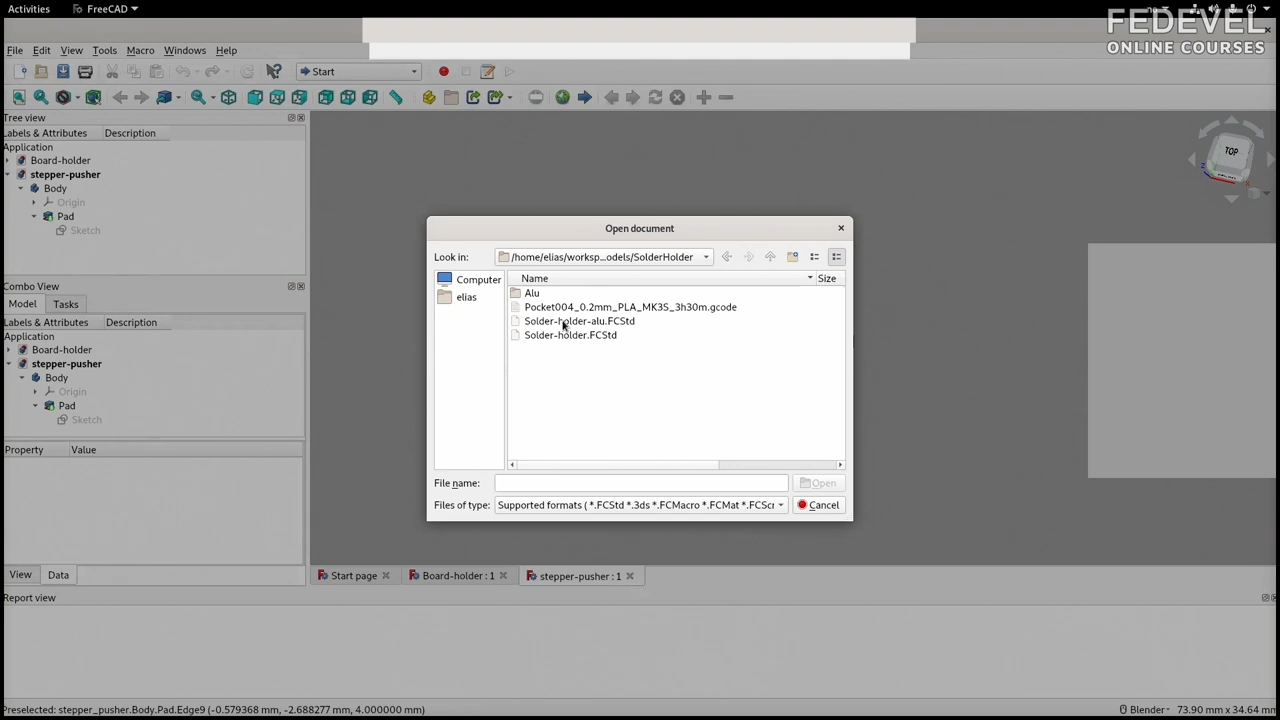 Activities FreeCAD
FEDEVEL
ONLINE COURSES
File Edit View Tools Macro Windows Help
Start
Tree view
Labels & Attributes Description
Application
Board-holder
stepper-pusher
Body
Origin
Pad
Sketch
TOP
Combo View
Model Tasks
Labels & Attributes Description
Application
Board-holder
stepper-pusher
Body
Origin
Pad
Sketch
Property Value
View Data
Open document
Look in: /home/elias/worksp...odels/SolderHolder
Computer
elias
Name Size
Alu
Pocket004_0.2mm_PLA_MK3S_3h30m.gcode
Solder-holder-alu.FCStd
Solder-holder.FCStd
File name: Open
Files of type: Supported formats ( *.FCStd *.3ds *.FCMacro *.FCMat *.FCScr Cancel
Start page Board-holder : 1 stepper-pusher : 1
Report view
Preselected: stepper_pusher.Body.Pad.Edge9 (-0.579368 mm, -2.688277 mm, 4.000000 mm)
Blender 73.90 mm x 34.64 mm